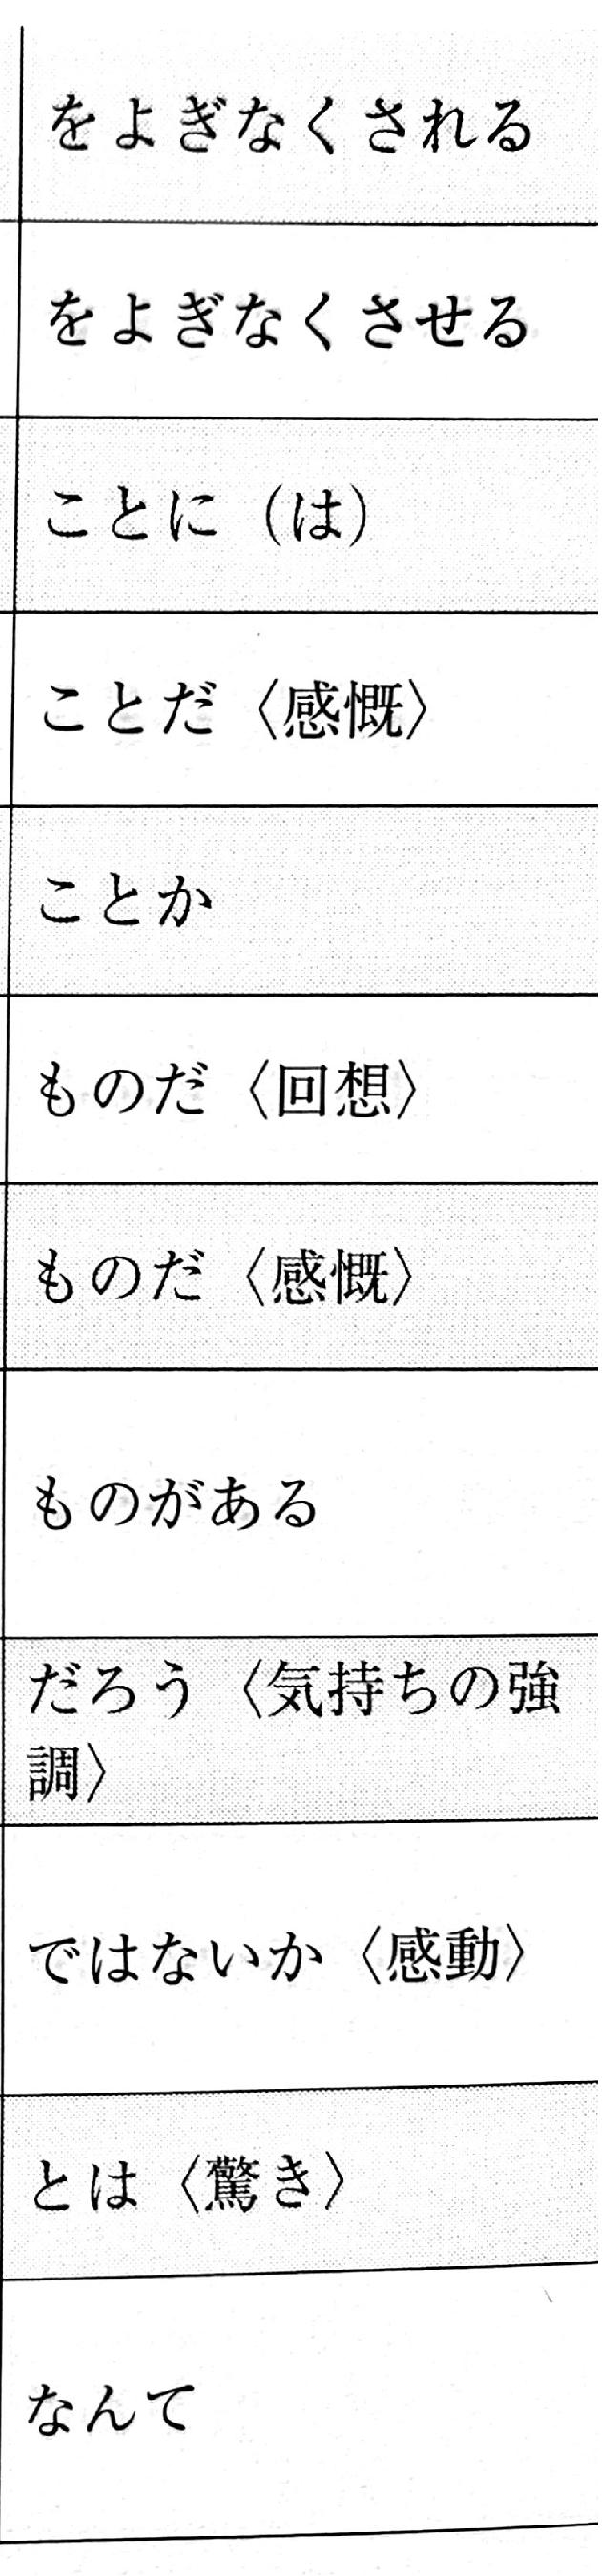 をよぎなくされる
をよぎなくさせる
ことに（は）
ことだ〈感慨〉
ことか
ものだ〈回想〉
ものだ〈感慨〉
ものがある
だろう〈気持ちの強
調〉
ではないか〈感動〉
とは〈驚き〉
なんて